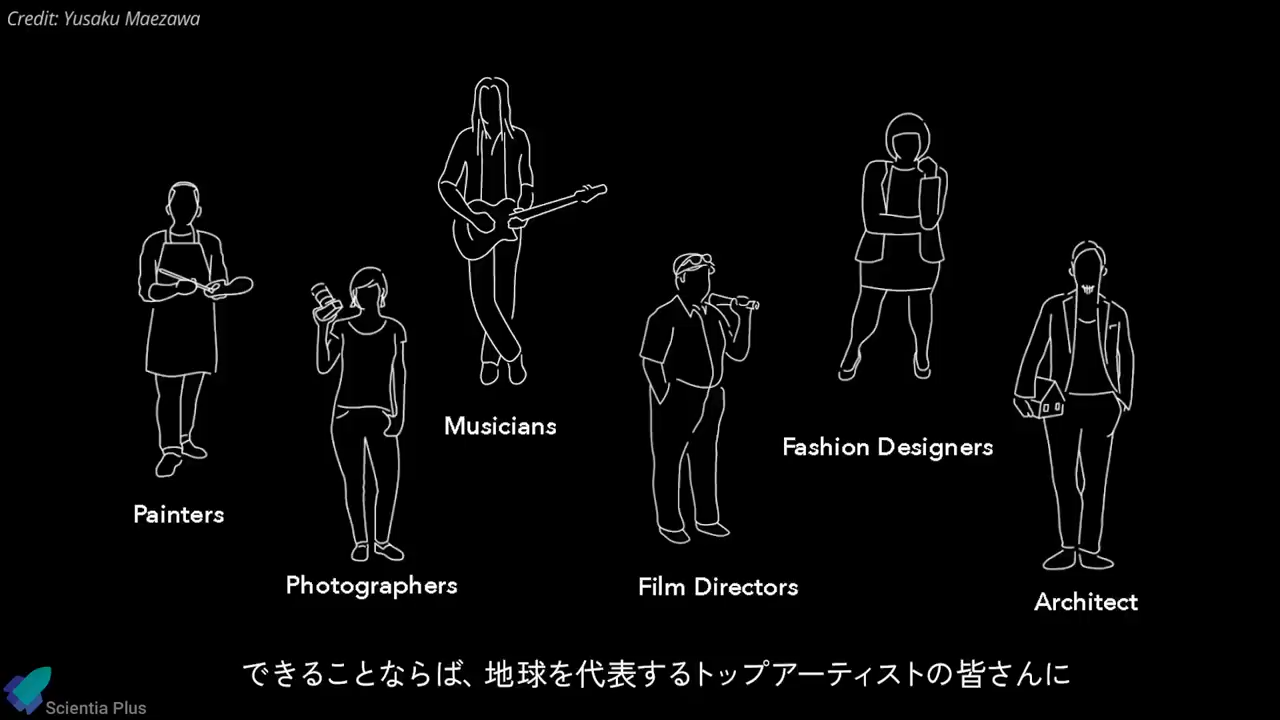 Credit: Yusaku Maezawa
Musicians
Fashion Designers
Painters
Photographers
Film Directors
Architect
できることならば、地球を代表するトップアーティストの皆さんに
Scientia Plus